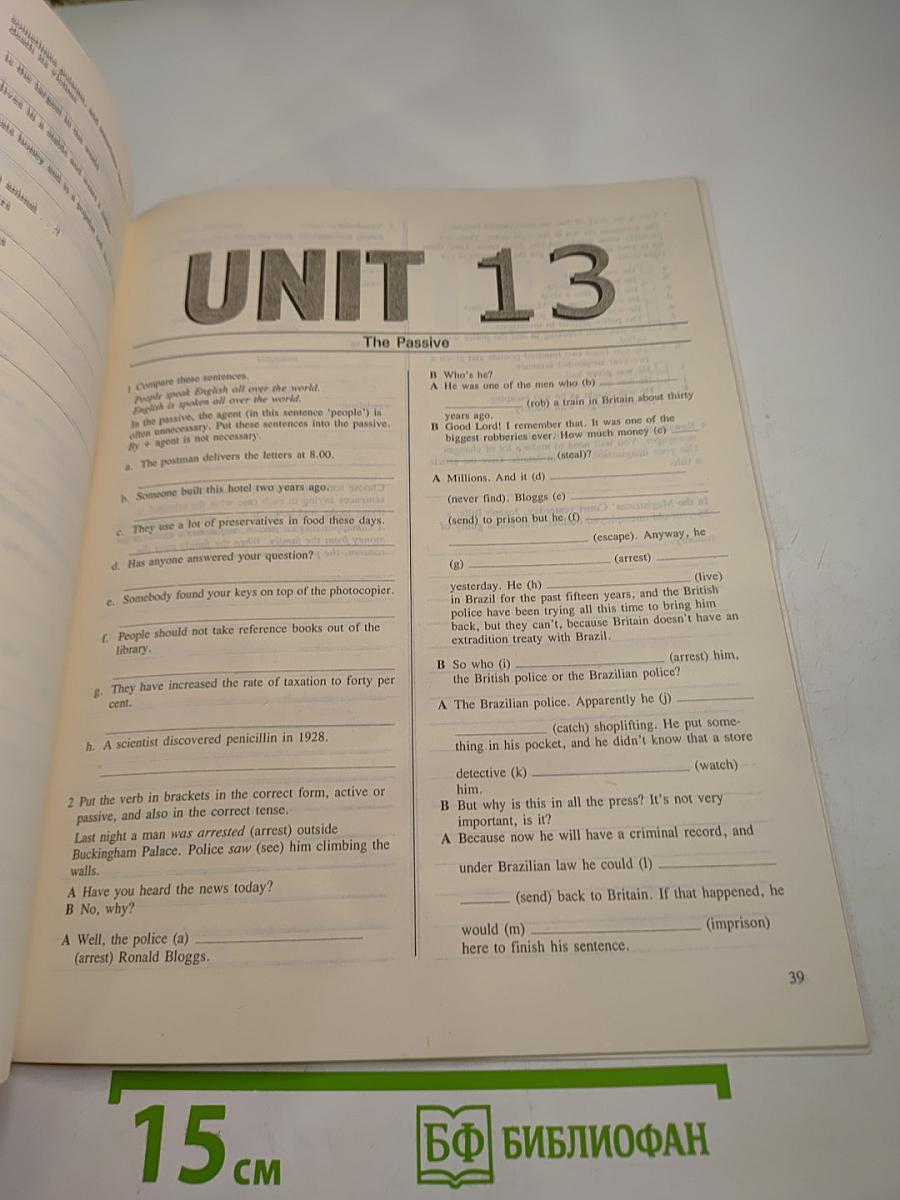 UNIT 13
The Passive
1 Compare these sentences.
People speak English all over the world.
English is spoken all over the world.
In the passive, the agent (in this sentence 'people') is
often unnecessary. Put these sentences into the passive.
By + agent is not necessary.
a. The postman delivers the letters at 8.00.
b. Someone built this hotel two years ago.
c. They use a lot of preservatives in food these days.
d. Has anyone answered your question?
e. Somebody found your keys on top of the photocopier.
f. People should not take reference books out of the
library.
g. They have increased the rate of taxation to forty per
cent.
h. A scientist discovered penicillin in 1928.
2 Put the verb in brackets in the correct form, active or
passive, and also in the correct tense.
Last night a man was arrested (arrest) outside
Buckingham Palace. Police saw (see) him climbing the
walls.
A Have you heard the news today?
B No, why?
A Well, the police (a)
(arrest) Ronald Bloggs.
B Who's he?
A He was one of the men who (b)
(rob) a train in Britain about thirty
years ago.
B Good Lord! I remember that. It was one of the
biggest robberies ever. How much money (c)
(steal)?
A Millions. And it (d)
(never find). Bloggs (e)
(send) to prison but he (f)
(escape). Anyway, he
(g) (arrest)
yesterday. He (h) (live)
in Brazil for the past fifteen years, and the British
police have been trying all this time to bring him
back, but they can't, because Britain doesn't have an
extradition treaty with Brazil.
B So who (i) (arrest) him,
the British police or the Brazilian police?
A The Brazilian police. Apparently he (j)
(catch) shoplifting. He put some-
thing in his pocket, and he didn't know that a store
detective (k) (watch)
him.
B But why is this in all the press? It's not very
important, is it?
A Because now he will have a criminal record, and
under Brazilian law he could (l)
(send) back to Britain. If that happened, he
would (m) (imprison)
here to finish his sentence.
39
15 см
БФ БИБЛИОФАН